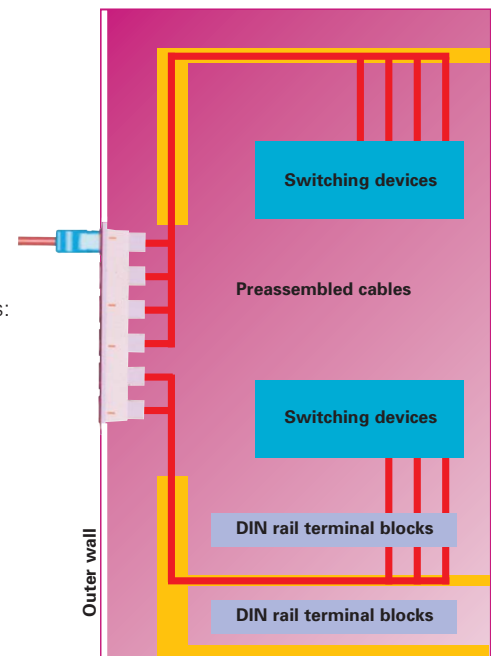 Switching devices
Preassembled cables
s:
Switching devices
DIN rail terminal blocks
DIN rail terminal blocks
Outer wall